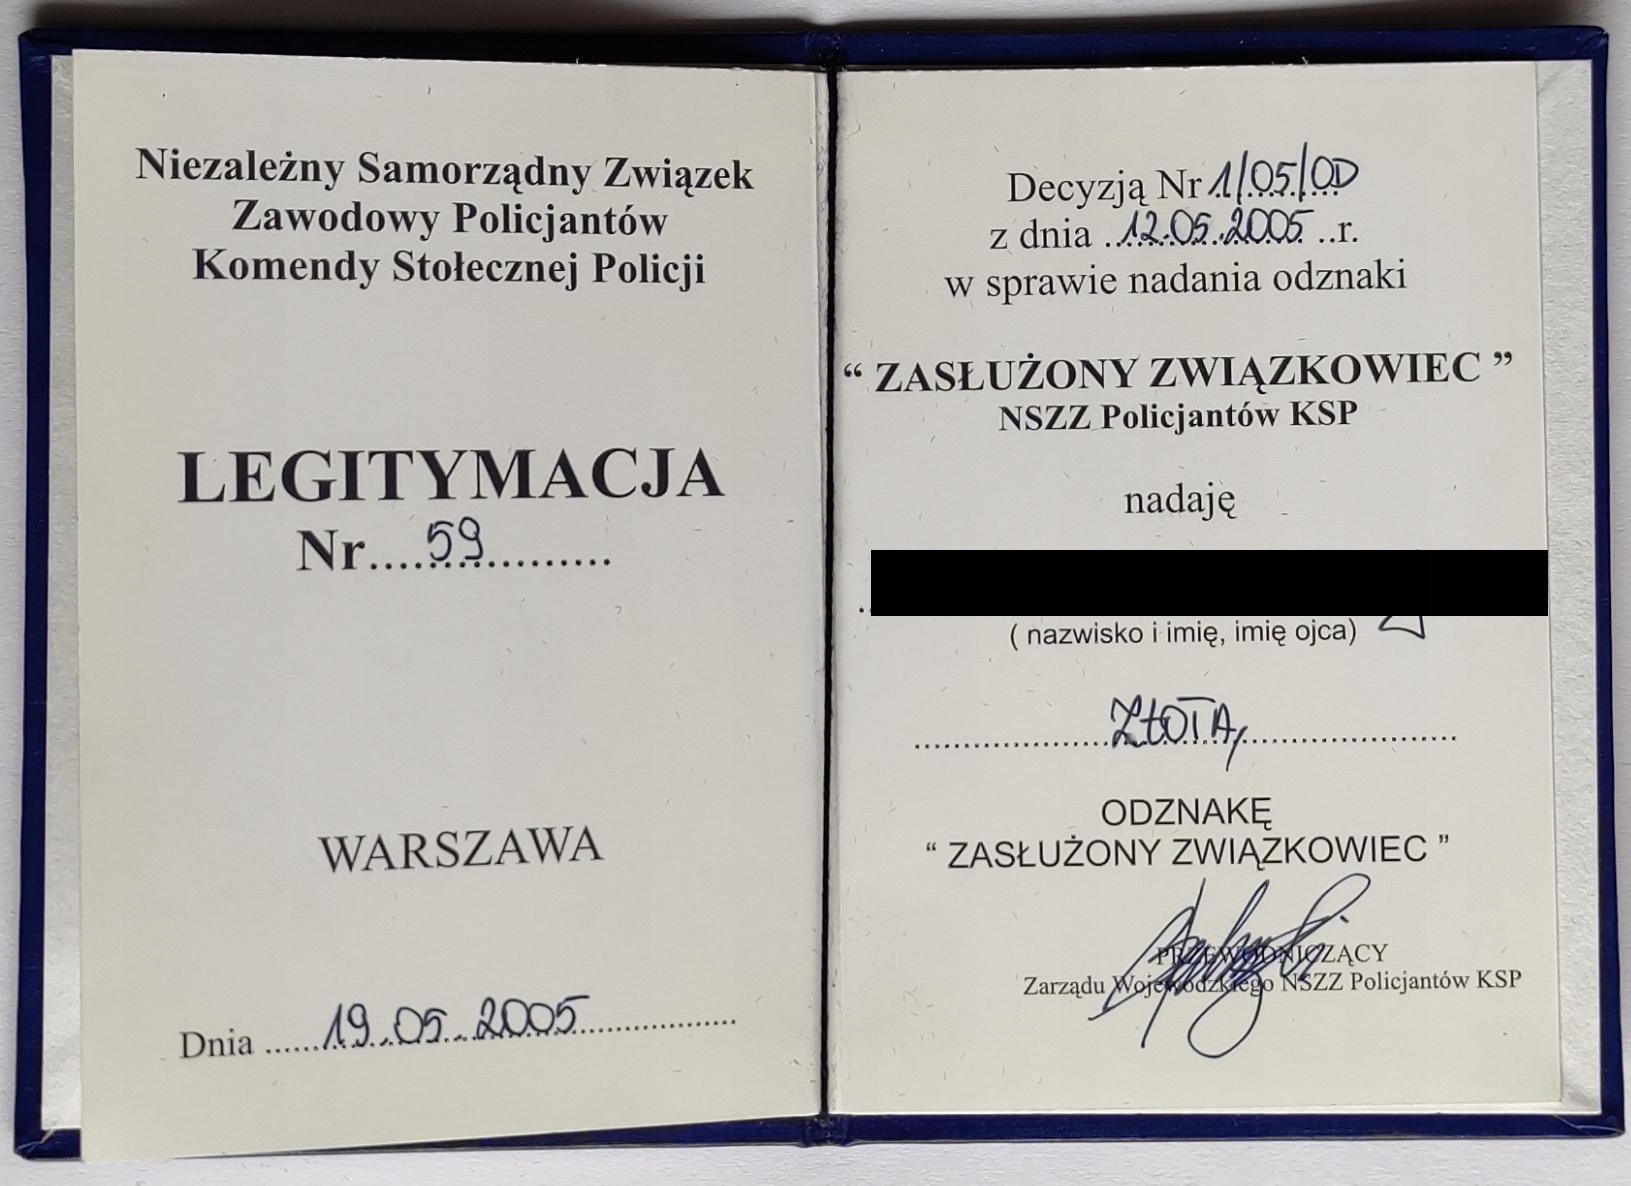 Niezależny Samorządny Związek
Zawodowy Policjantów
Komendy Stołecznej Policji
LEGITYMACJA
Nr....59..............
WARSZAWA
Dnia ......19.05.2005......................
Decyzją Nr 1/05/OD
z dnia ..12.05.2005 ..r.
w sprawie nadania odznaki
“ ZASŁUŻONY ZWIĄZKOWIEC ”
NSZZ Policjantów KSP
nadaję
( nazwisko i imię, imię ojca)
......................ZŁOTĄ........................
ODZNAKĘ
“ ZASŁUŻONY ZWIĄZKOWIEC ”
PRZEWODNICZĄCY
Zarządu Wojewódzkiego NSZZ Policjantów KSP